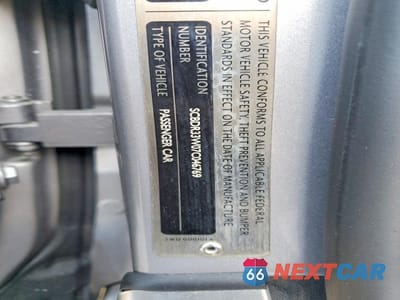 THIS VEHICLE CONFORMS TO ALL APPLICABLE FEDERAL
MOTOR VEHICLE SAFETY, THEFT PREVENTION AND BUMPER
STANDARDS IN EFFECT ON THE DATE OF MANUFACTURE
IDENTIFICATION
NUMBER
SCBDR33W07C046769
TYPE OF VEHICLE
PASSENGER CAR
66 NEXTCAR